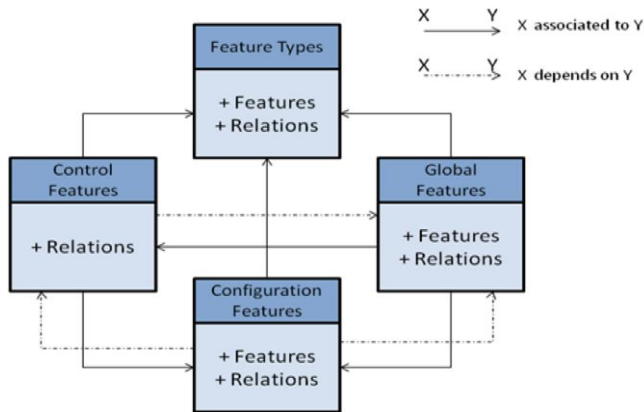 Feature Types
+ Features
+ Relations
X Y
X associated to Y
X Y
X depends on Y
Control
Features
+ Relations
Global
Features
+ Features
+ Relations
Configuration
Features
+ Features
+ Relations